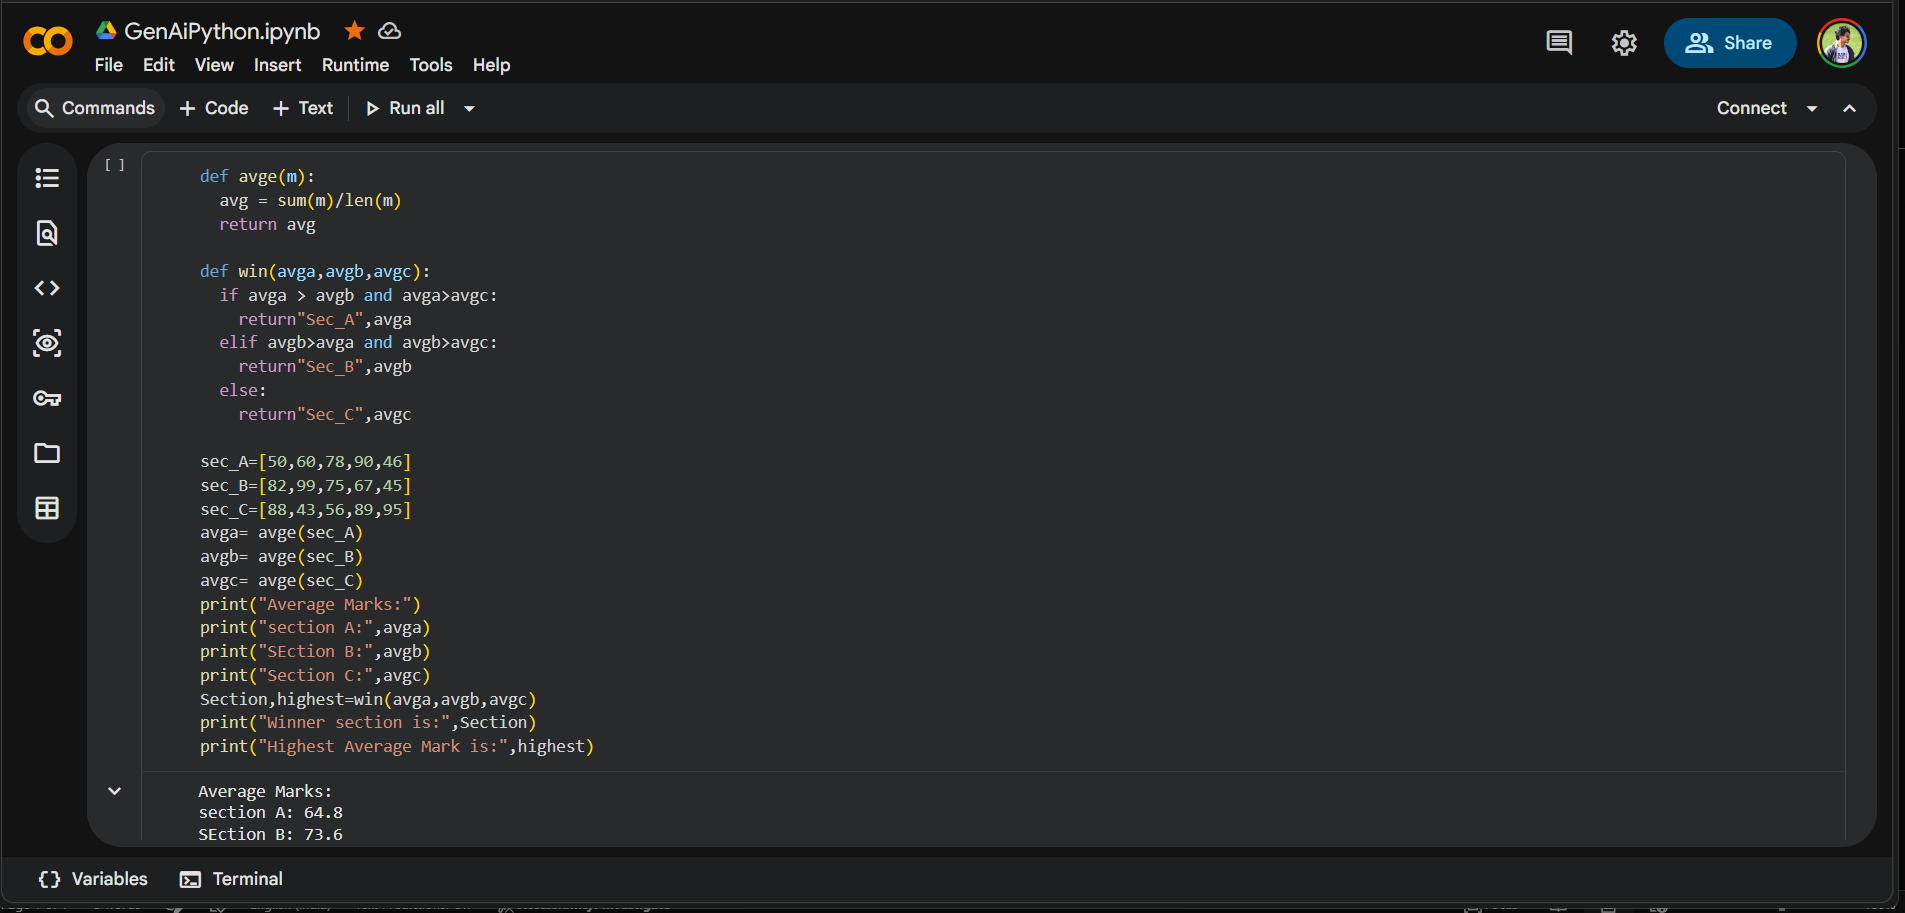 GenAiPython.ipynb
File Edit View Insert Runtime Tools Help
Share
Commands + Code + Text Run all
Connect
[ ]
def avge(m):
  avg = sum(m)/len(m)
  return avg
def win(avga,avgb,avgc):
  if avga > avgb and avga>avgc:
    return"Sec_A",avga
  elif avgb>avga and avgb>avgc:
    return"Sec_B",avgb
  else:
    return"Sec_C",avgc
sec_A=[50,60,78,90,46]
sec_B=[82,99,75,67,45]
sec_C=[88,43,56,89,95]
avga= avge(sec_A)
avgb= avge(sec_B)
avgc= avge(sec_C)
print("Average Marks:")
print("section A:",avga)
print("SEction B:",avgb)
print("Section C:",avgc)
Section,highest=win(avga,avgb,avgc)
print("Winner section is:",Section)
print("Highest Average Mark is:",highest)
Average Marks:
section A: 64.8
SEction B: 73.6
Variables Terminal